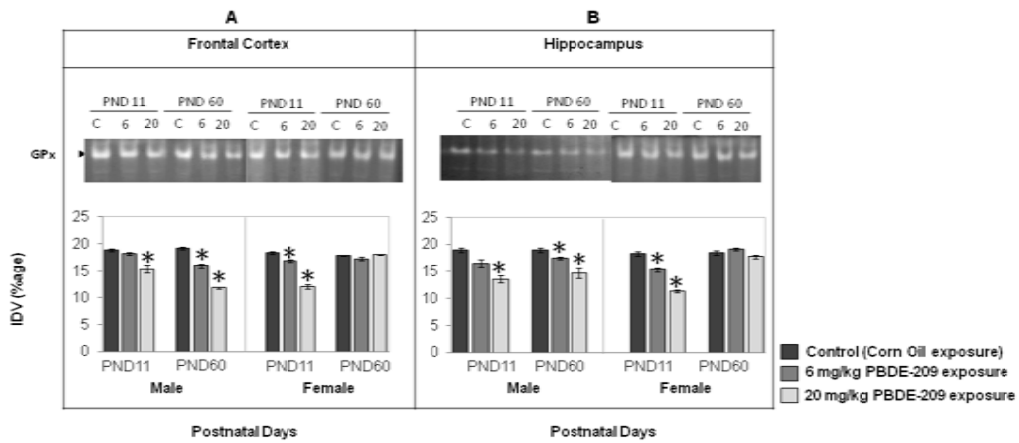 A B
Frontal Cortex Hippocampus
PND 11 PND 60 PND 11 PND 60 PND 11 PND 60 PND 11 PND 60
C 6 20 C 6 20 C 6 20 C 6 20 C 6 20 C 6 20 C 6 20 C 6 20
GPx
IDV (%age)
25 25
20 20
15 15
10 10
5 5
0 0
* * * * * * * * * *
PND11 PND60 PND11 PND60 PND11 PND60 PND11 PND60
Male Female Male Female
Postnatal Days Postnatal Days
Control (Corn Oil exposure)
6 mg/kg PBDE-209 exposure
20 mg/kg PBDE-209 exposure